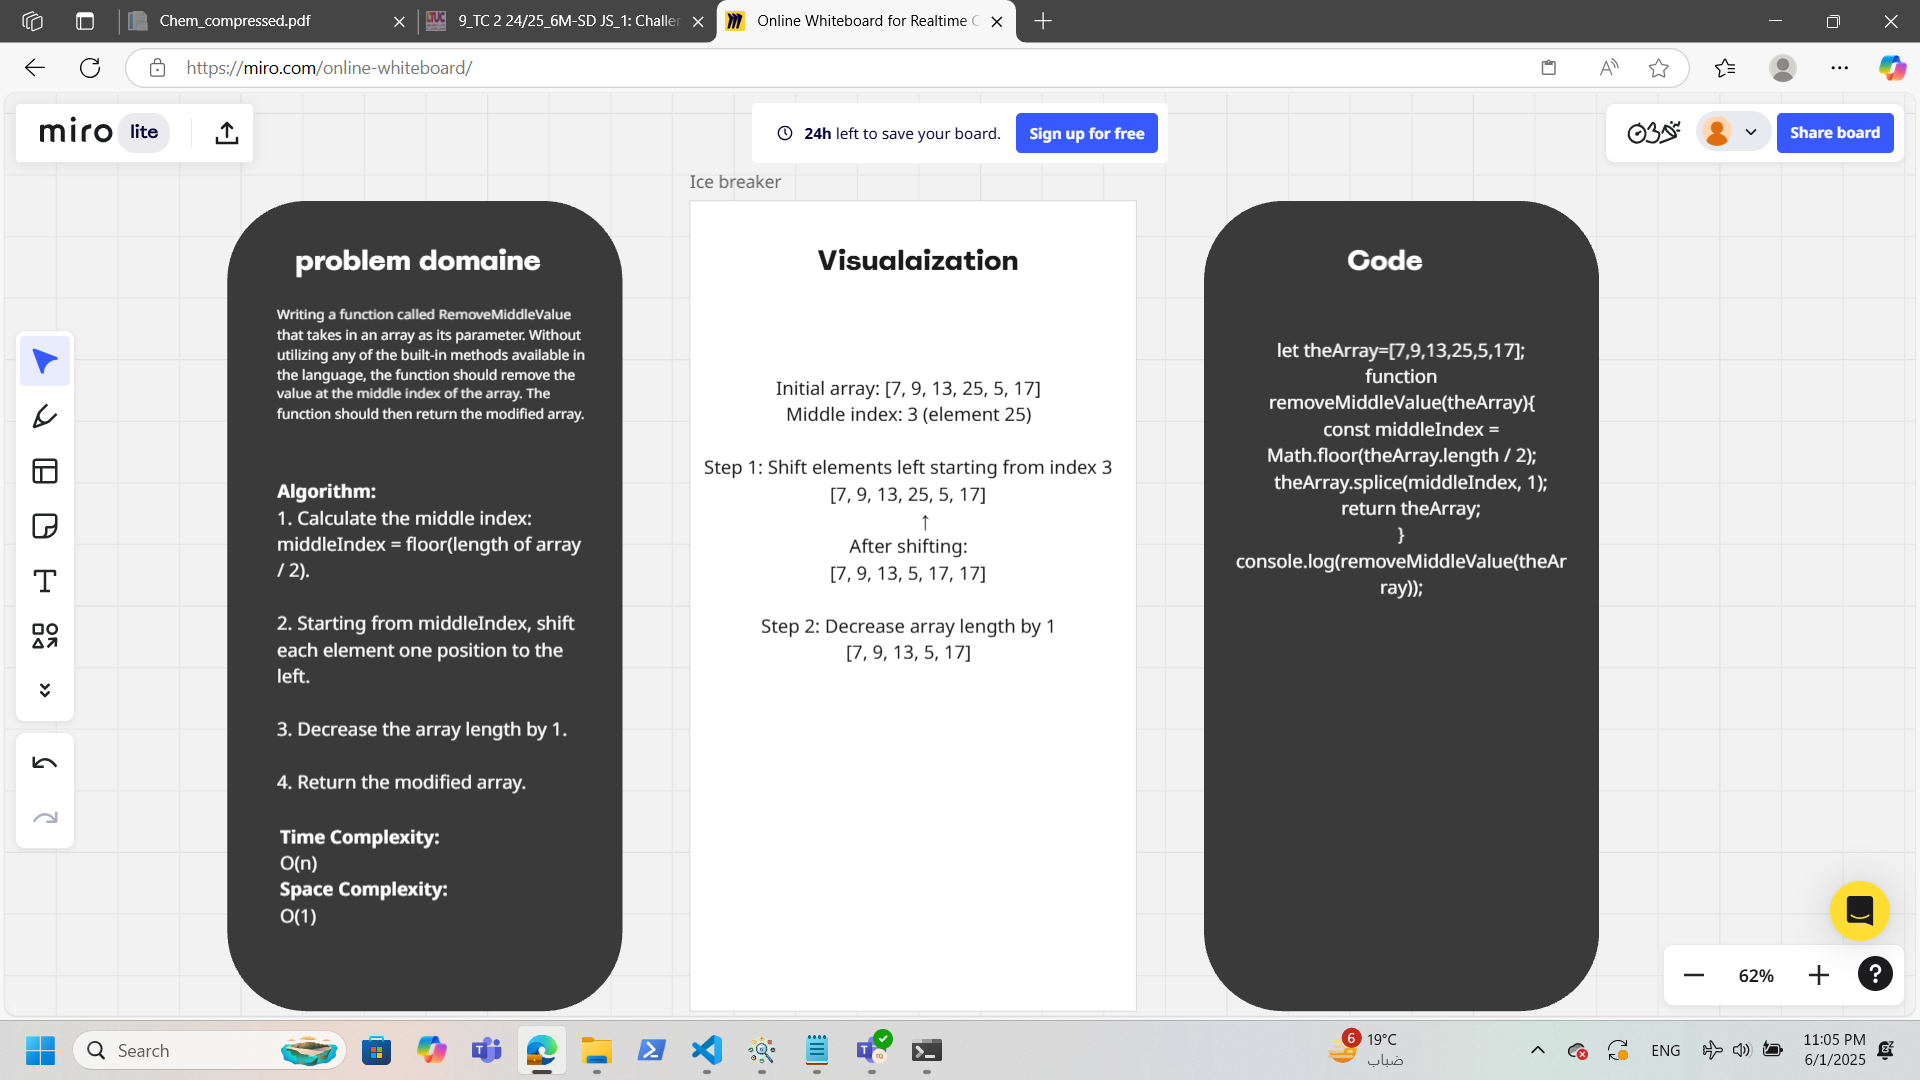 Chem_compressed.pdf
9_TC 2 24/25_6M-SD JS_1: Challer
Online Whiteboard for Realtime C
https://miro.com/online-whiteboard/
miro lite
24h left to save your board.
Sign up for free
Share board
Ice breaker
problem domaine
Writing a function called RemoveMiddleValue
that takes in an array as its parameter. Without
utilizing any of the built-in methods available in
the language, the function should remove the
value at the middle index of the array. The
function should then return the modified array.
Algorithm:
1. Calculate the middle index:
middleIndex = floor(length of array
/ 2).
2. Starting from middleIndex, shift
each element one position to the
left.
3. Decrease the array length by 1.
4. Return the modified array.
Time Complexity:
O(n)
Space Complexity:
O(1)
Visualaization
Initial array: [7, 9, 13, 25, 5, 17]
Middle index: 3 (element 25)
Step 1: Shift elements left starting from index 3
[7, 9, 13, 25, 5, 17]
↑
After shifting:
[7, 9, 13, 5, 17, 17]
Step 2: Decrease array length by 1
[7, 9, 13, 5, 17]
Code
let theArray=[7,9,13,25,5,17];
function
removeMiddleValue(theArray){
const middleIndex =
Math.floor(theArray.length / 2);
theArray.splice(middleIndex, 1);
return theArray;
}
console.log(removeMiddleValue(theAr
ray));
62%
?
Search
6
19°C
ضباب
ENG
11:05 PM
6/1/2025